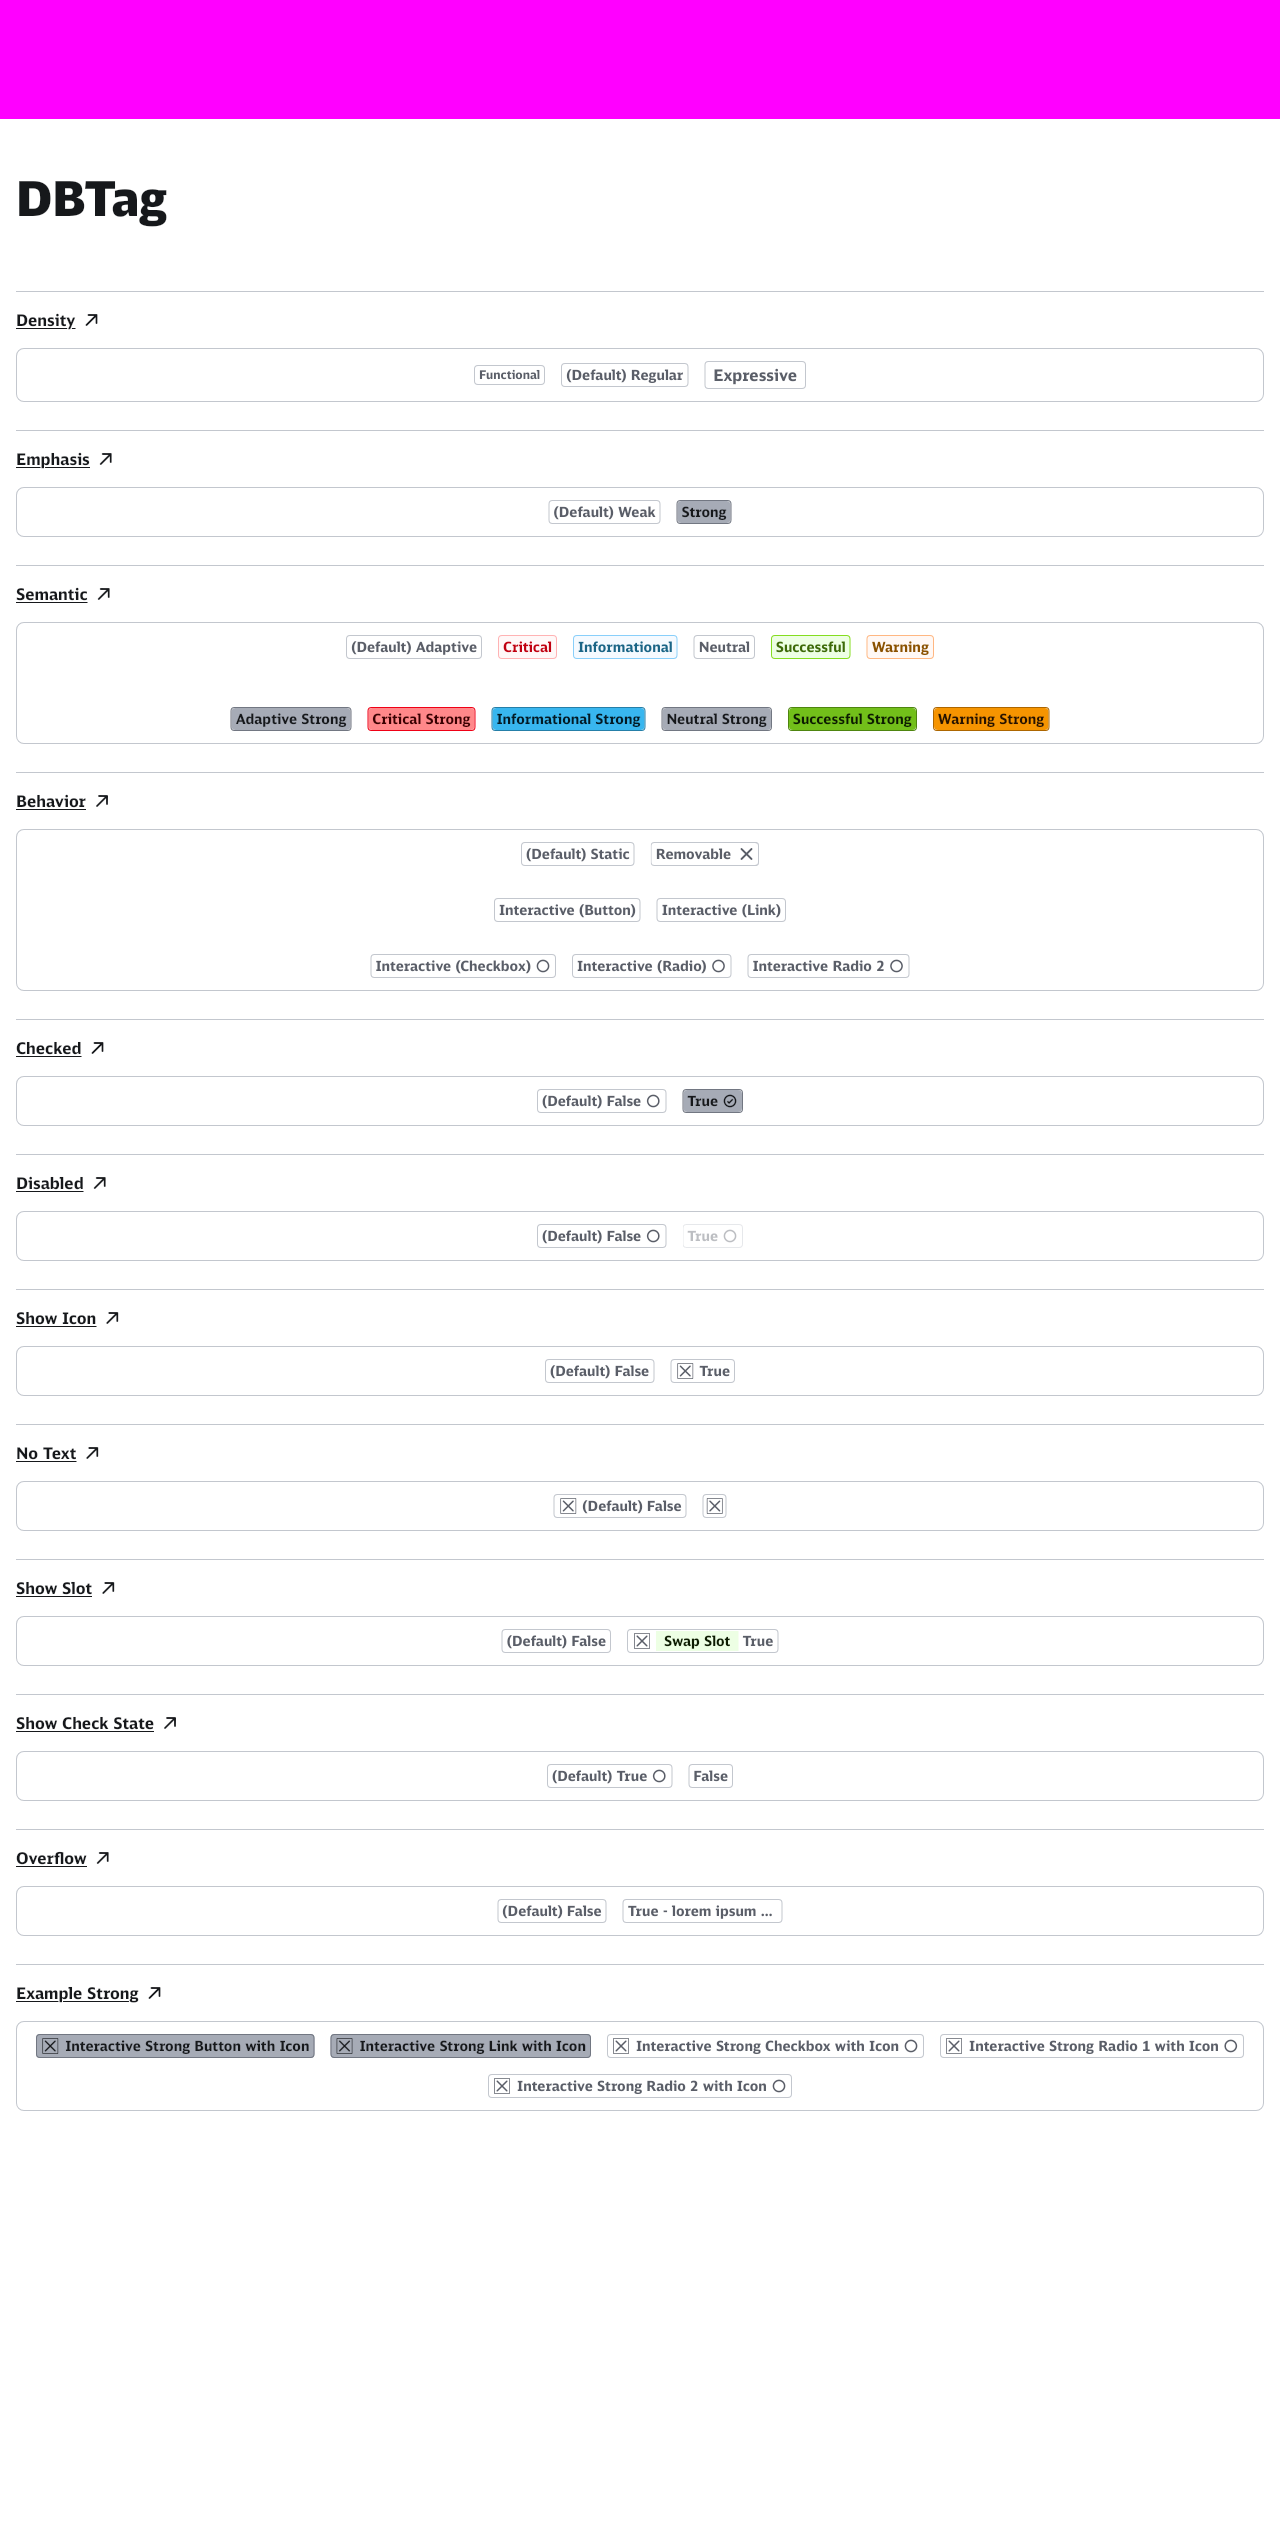 DBTag
Density
Functional (Default) Regular Expressive
Emphasis
(Default) Weak Strong
Semantic
(Default) Adaptive Critical Informational Neutral Successful Warning
Adaptive Strong Critical Strong Informational Strong Neutral Strong Successful Strong Warning Strong
Behavior
(Default) Static Removable
Interactive (Button) Interactive (Link)
Interactive (Checkbox) Interactive (Radio) Interactive Radio 2
Checked
(Default) False True
Disabled
(Default) False True
Show Icon
(Default) False True
No Text
(Default) False
Show Slot
(Default) False Swap Slot True
Show Check State
(Default) True False
Overflow
(Default) False True - lorem ipsum ...
Example Strong
Interactive Strong Button with Icon Interactive Strong Link with Icon Interactive Strong Checkbox with Icon Interactive Strong Radio 1 with Icon
Interactive Strong Radio 2 with Icon